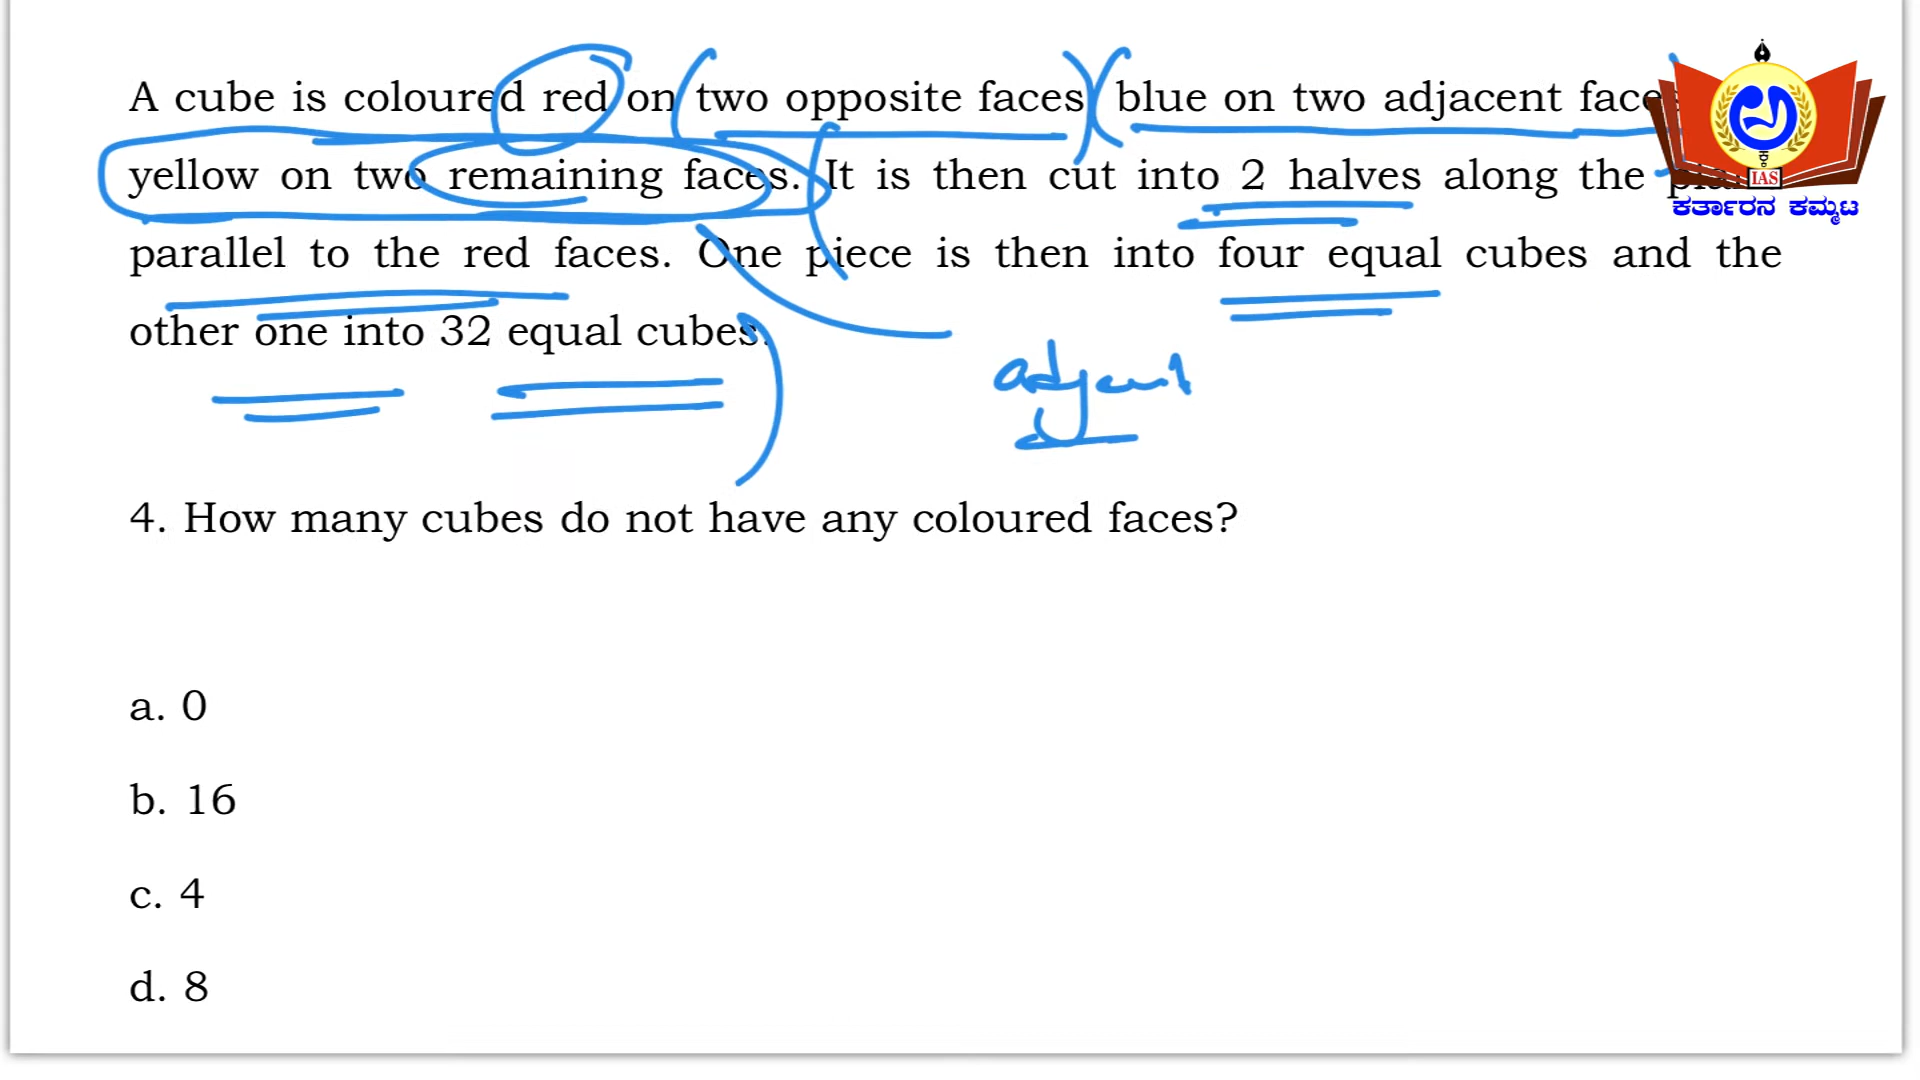 A cube is coloured red on two opposite faces, blue on two adjacent faces
yellow on two remaining faces. It is then cut into 2 halves along the plane
parallel to the red faces. One piece is then into four equal cubes and the
other one into 32 equal cubes.
adjcent
4. How many cubes do not have any coloured faces?
a. 0
b. 16
c. 4
d. 8
IAS
ಕರ್ತಾರನ ಕಮ್ಮಟ